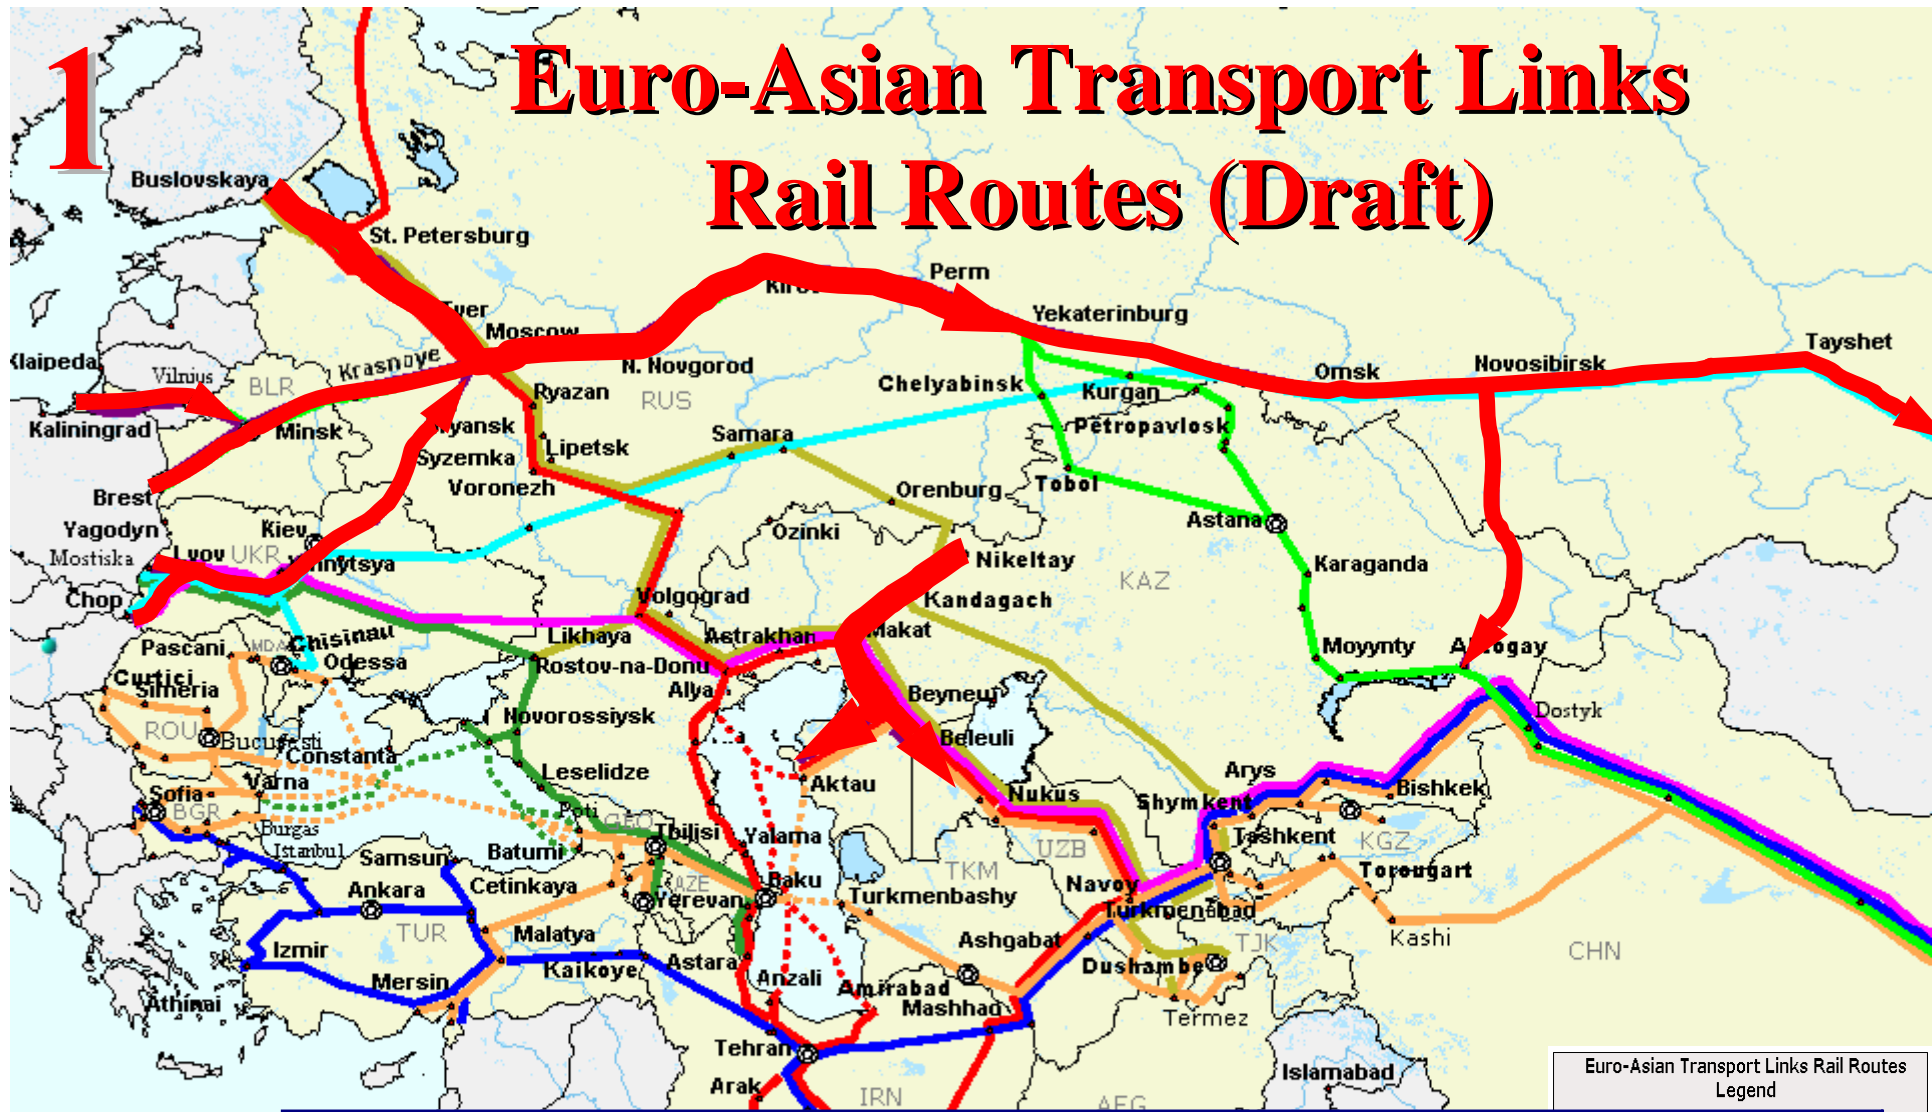 1
Euro-Asian Transport Links
Rail Routes (Draft)
Buslovskaya
St. Petersburg
Perm
Yekaterinburg
Tayshet
Moscow
Klaipeda
Krasnoye
N. Novgorod
Omsk
Novosibirsk
Vilnius
BLR
Ryazan
RUS
Chelyabinsk
Kurgan
Kaliningrad
Minsk
Samara
Petropavlosk
Lipetsk
Syzemka
Brest
Voronezh
Orenburg
Tobol
Yagodyn
Kiev
Ozinki
Astana
Mostiska
Lvov
UKR
Nikeltay
Karaganda
KAZ
Chop
Volgograd
Kandagach
Pascani
MDA
Chisinau
Likhaya
Astrakhan
Makat
Moyynty
Odessa
Rostov-na-Donu
Curtici
Simeria
Alya
Beyneu
Dostyk
ROU
Bucuresti
Novorossiysk
Beleuli
Constanta
Varna
Leselidze
Aktau
Arys
Bishkek
Sofia
BGR
Poti
GEO
Nukus
Shymkent
Burgas
Istanbul
Samsun
Batumi
Tbilisi
Yalama
UZB
Tashkent
KGZ
Ankara
Cetinkaya
AZE
Baku
TKM
Navoy
Torougart
Yerevan
Turkmenbashy
Turkmenabad
TUR
Malatya
Ashgabat
Kashi
Izmir
Kaikoye
Astara
Dushambe
TJK
CHN
Mersin
Anzali
Amirabad
Athinai
Mashhad
Termez
Tehran
Arak
Islamabad
IRN
AFG
Euro-Asian Transport Links Rail Routes
Legend